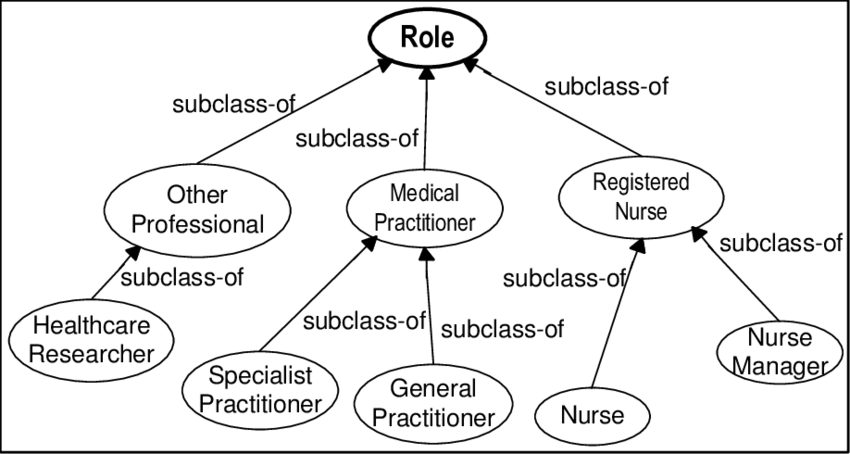 Role
subclass-of
subclass-of
subclass-of
Other
Professional
Medical
Practitioner
Registered
Nurse
subclass-of
subclass-of
subclass-of
subclass-of
subclass-of
Healthcare
Researcher
Specialist
Practitioner
General
Practitioner
Nurse
Nurse
Manager